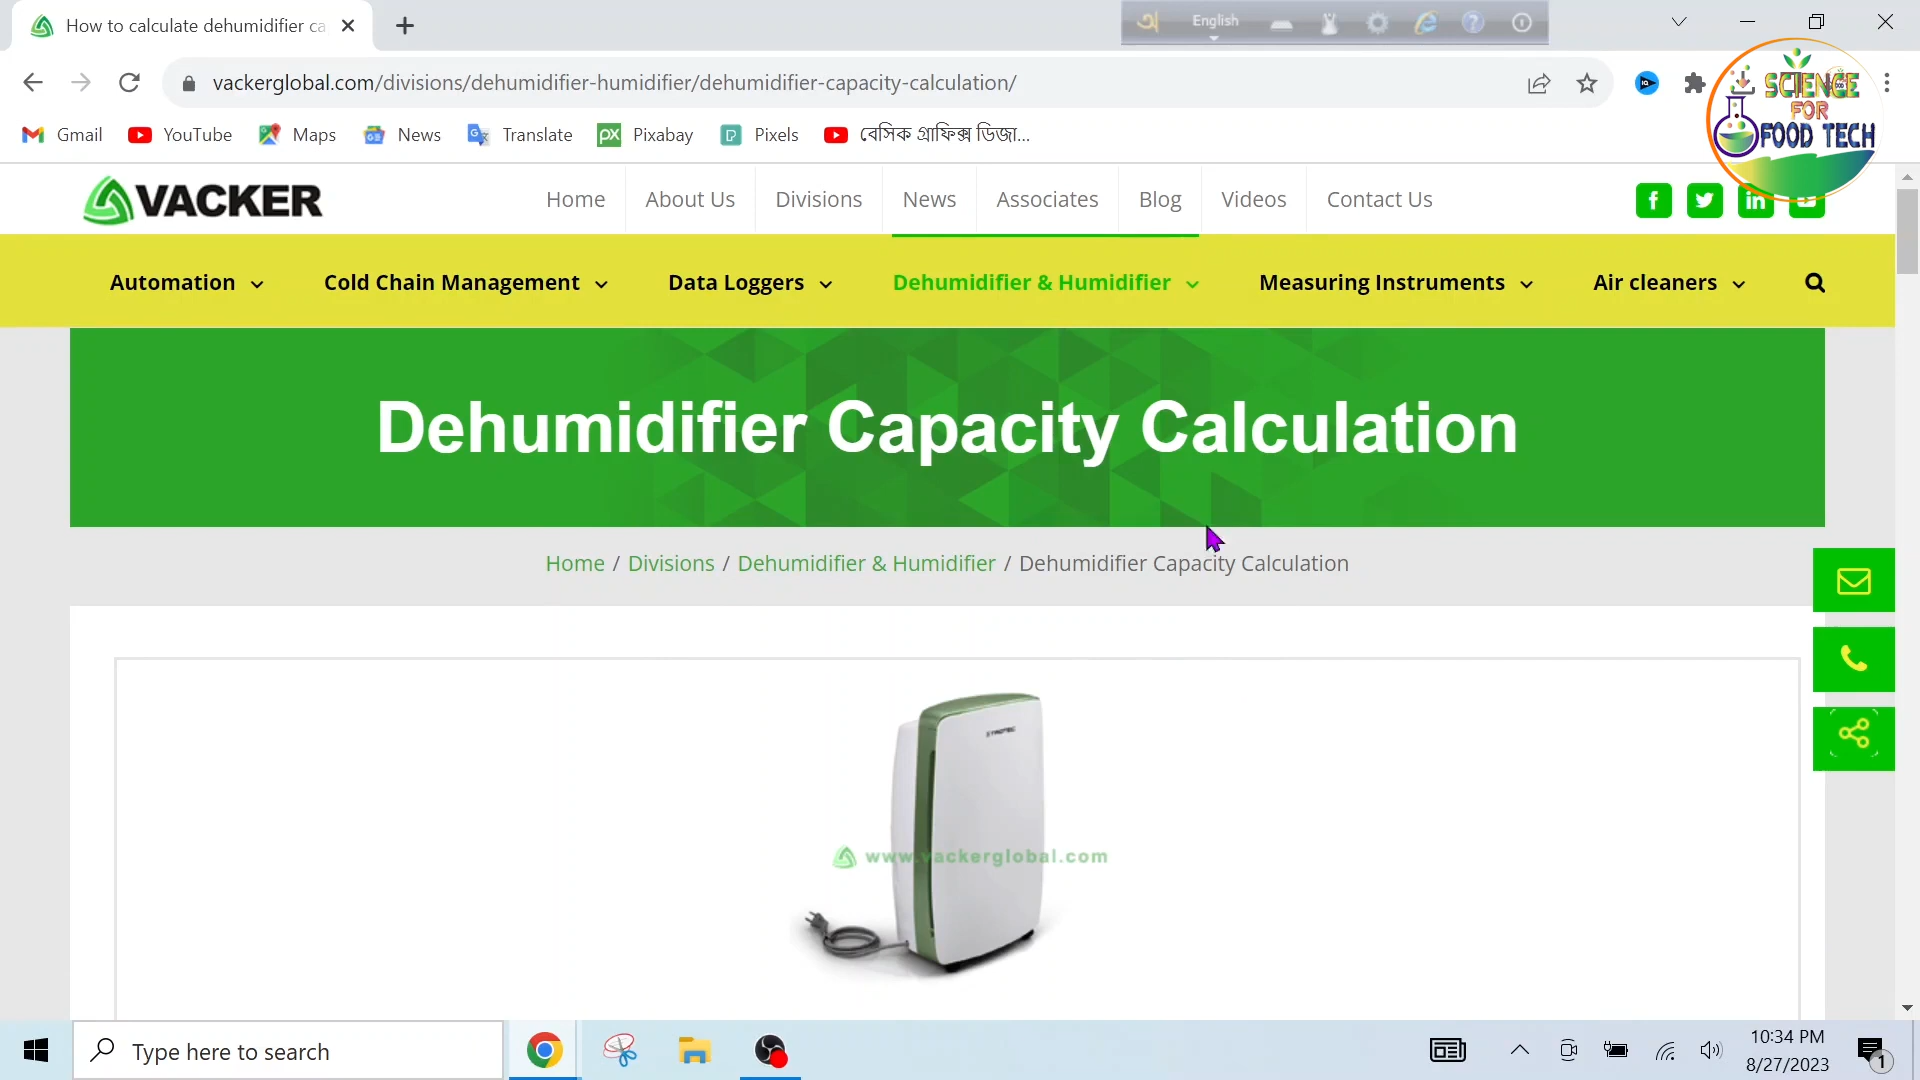 How to calculate dehumidifier ca
English
vackerglobal.com/divisions/dehumidifier-humidifier/dehumidifier-capacity-calculation/
SCIENCE
FOR
FOOD TECH
Gmail YouTube Maps News Translate Pixabay Pixels বেসিক গ্রাফিক্স ডিজা...
VACKER
Home About Us Divisions News Associates Blog Videos Contact Us
Automation Cold Chain Management Data Loggers Dehumidifier & Humidifier Measuring Instruments Air cleaners
Dehumidifier Capacity Calculation
Home / Divisions / Dehumidifier & Humidifier / Dehumidifier Capacity Calculation
www.vackerglobal.com
Type here to search
10:34 PM
8/27/2023
1